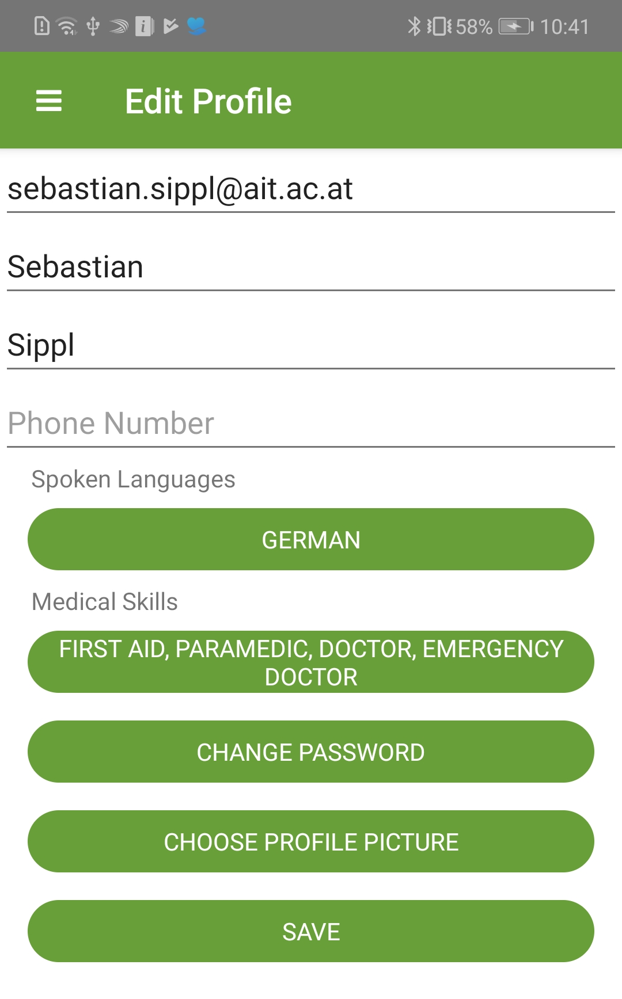 58% 10:41
Edit Profile
sebastian.sippl@ait.ac.at
Sebastian
Sippl
Phone Number
Spoken Languages
GERMAN
Medical Skills
FIRST AID, PARAMEDIC, DOCTOR, EMERGENCY
DOCTOR
CHANGE PASSWORD
CHOOSE PROFILE PICTURE
SAVE